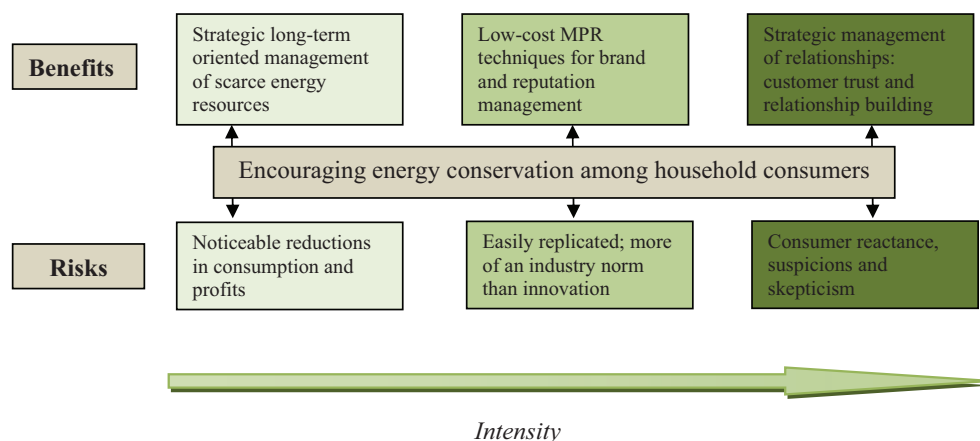 Benefits
Strategic long-term
oriented management
of scarce energy
resources
Low-cost MPR
techniques for brand
and reputation
management
Strategic management
of relationships:
customer trust and
relationship building
Encouraging energy conservation among household consumers
Risks
Noticeable reductions
in consumption and
profits
Easily replicated; more
of an industry norm
than innovation
Consumer reactance,
suspicions and
skepticism
Intensity